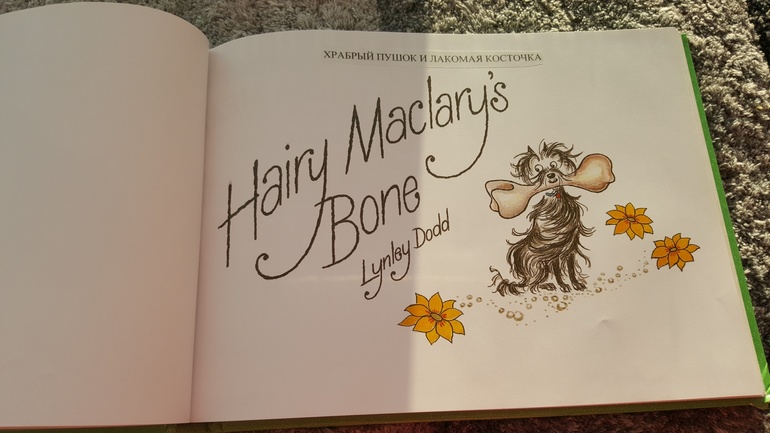 ХРАБРЫЙ ПУШОК И ЛАКОМАЯ КОСТОЧКА
Hairy Maclary's
Bone
Lynley Dodd